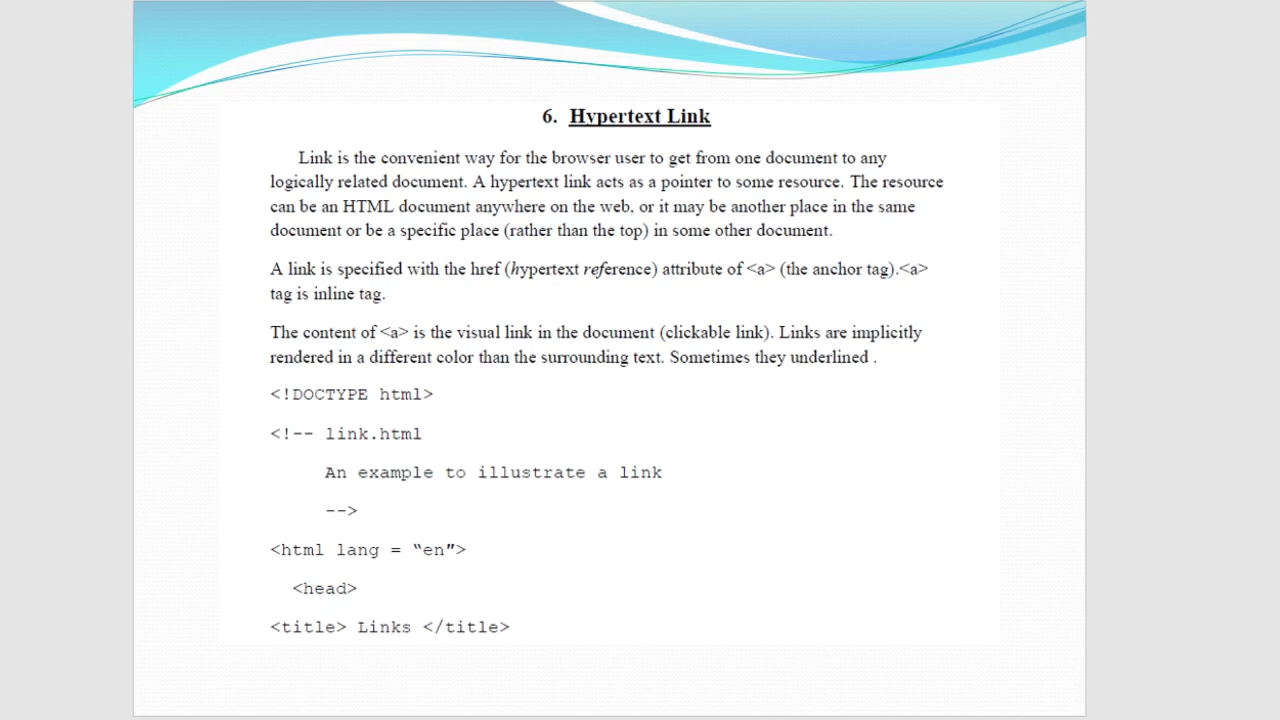 6. Hypertext Link
Link is the convenient way for the browser user to get from one document to any
logically related document. A hypertext link acts as a pointer to some resource. The resource
can be an HTML document anywhere on the web, or it may be another place in the same
document or be a specific place (rather than the top) in some other document.
A link is specified with the href (hypertext reference) attribute of <a> (the anchor tag).<a>
tag is inline tag.
The content of <a> is the visual link in the document (clickable link). Links are implicitly
rendered in a different color than the surrounding text. Sometimes they underlined .
<!DOCTYPE html>
<!-- link.html
An example to illustrate a link
-->
<html lang = “en”>
<head>
<title> Links </title>